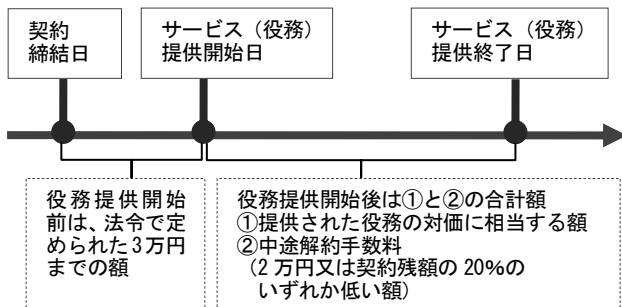 契約
締結日
サービス（役務）
提供開始日
サービス（役務）
提供終了日
役務提供開始
前は、法令で定
められた3万円
までの額
役務提供開始後は①と②の合計額
①提供された役務の対価に相当する額
②中途解約手数料
（2 万円又は契約残額の 20%の
いずれか低い額）